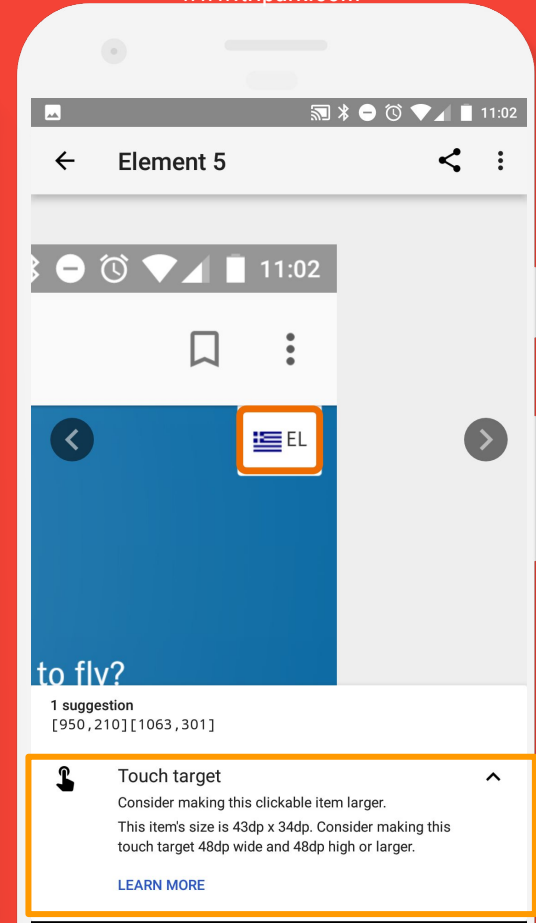 11:02
Element 5
11:02
EL
to fly?
1 suggestion
[950,210][1063,301]
Touch target
Consider making this clickable item larger.
This item's size is 43dp x 34dp. Consider making this
touch target 48dp wide and 48dp high or larger.
LEARN MORE